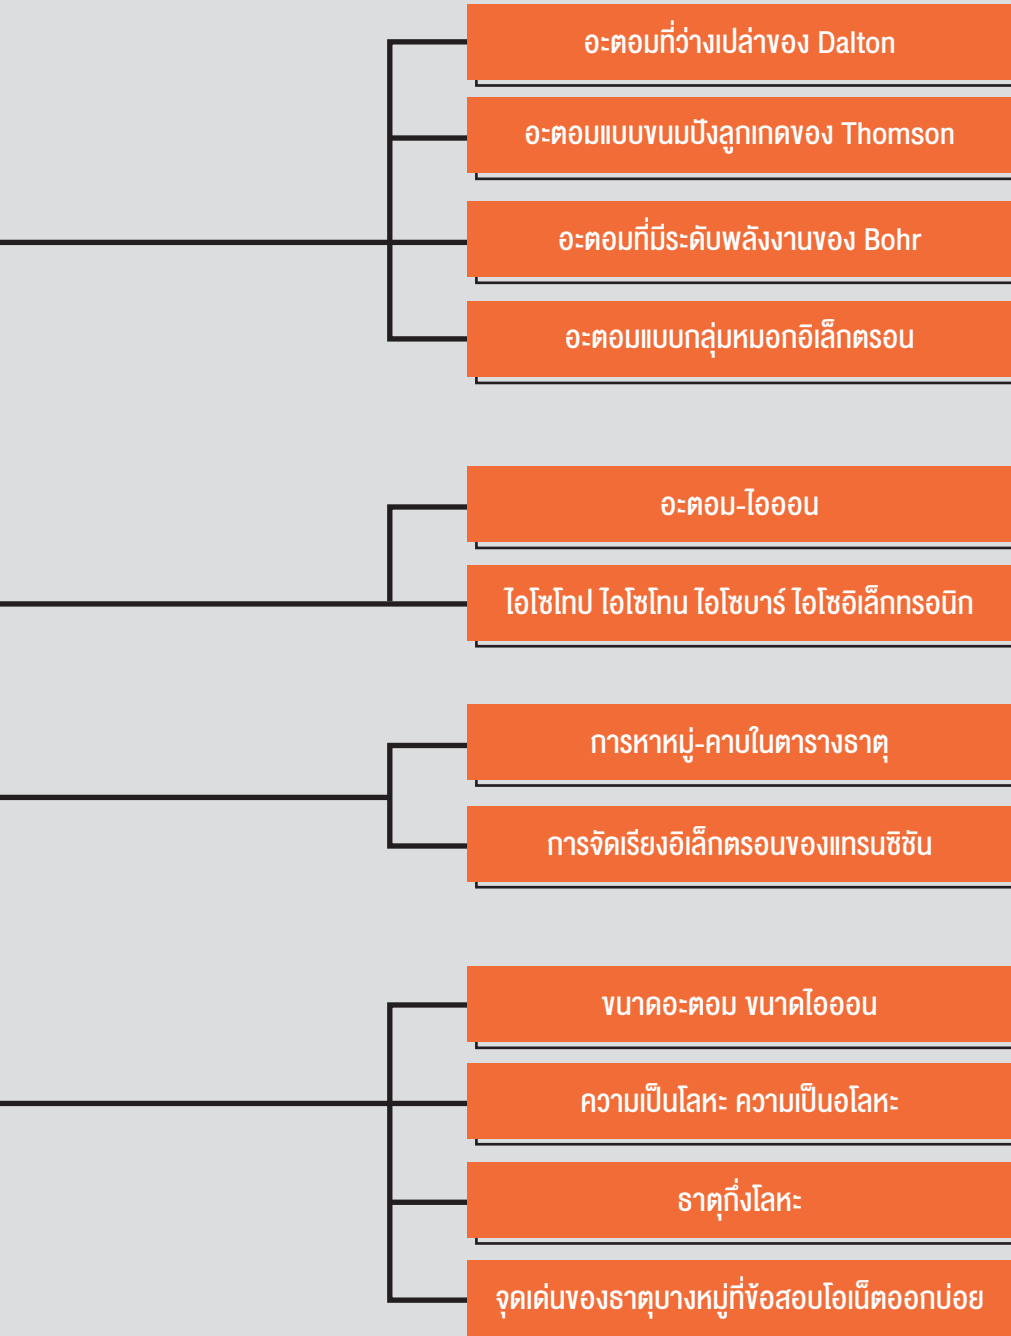 อะตอมที่ว่างเปล่าของ Dalton
อะตอมแบบขนมปังลูกเกดของ Thomson
อะตอมที่มีระดับพลังงานของ Bohr
อะตอมแบบกลุ่มหมอกอิเล็กตรอน
อะตอม-ไอออน
ไอโซโทป ไอโซโทน ไอโซบาร์ ไอโซอิเล็กทรอนิก
การหาหมู่-คาบในตารางธาตุ
การจัดเรียงอิเล็กตรอนของแทรนซิชัน
ขนาดอะตอม ขนาดไอออน
ความเป็นโลหะ ความเป็นอโลหะ
ธาตุกึ่งโลหะ
จุดเด่นของธาตุบางหมู่ที่ข้อสอบโอเน็ตออกบ่อย